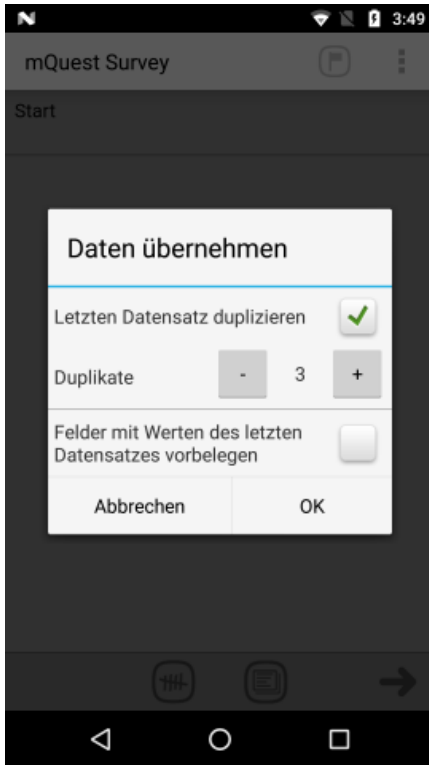 3:49
mQuest Survey
Start
Daten übernehmen
Letzten Datensatz duplizieren
Duplikate - 3 +
Felder mit Werten des letzten
Datensatzes vorbelegen
Abbrechen OK